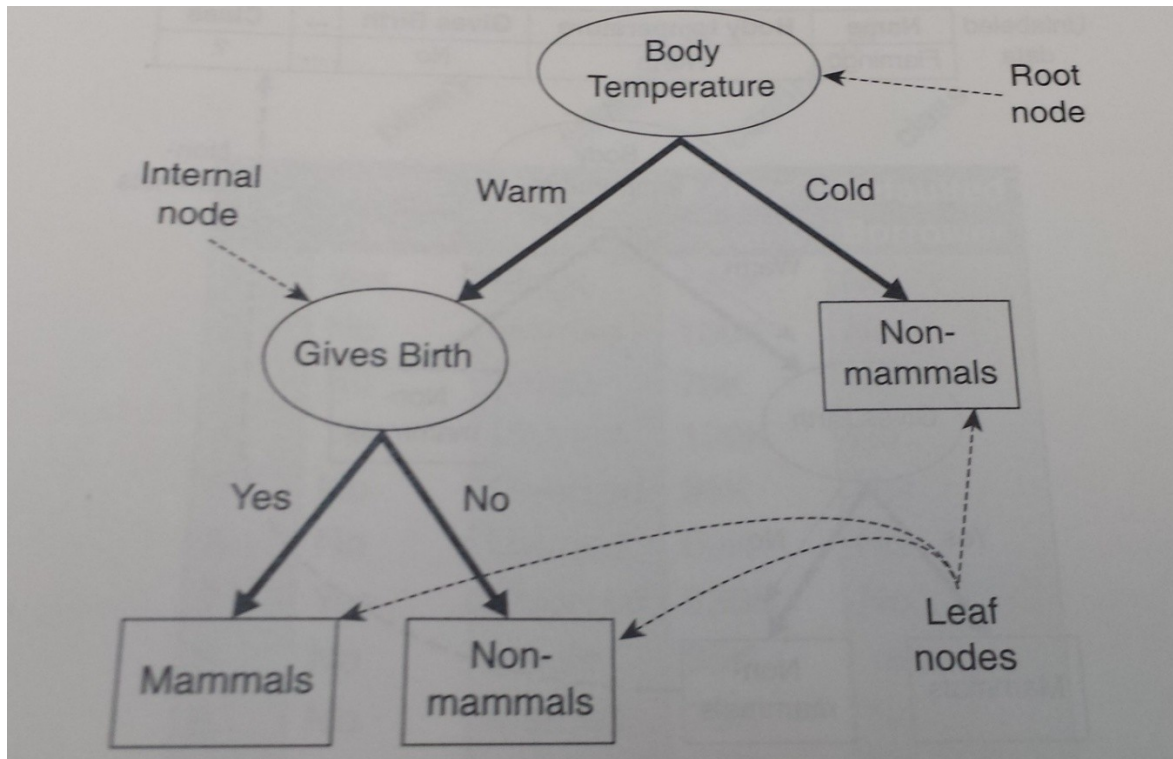 Body
Temperature
Root
node
Internal
node
Warm
Cold
Gives Birth
Non-
mammals
Yes
No
Leaf
nodes
Mammals
Non-
mammals